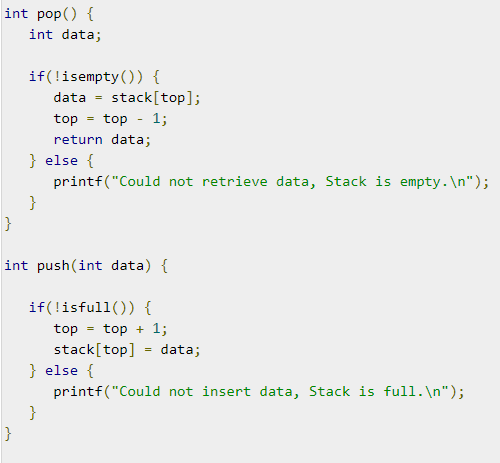 int pop() {
   int data;

   if(!isempty()) {
      data = stack[top];
      top = top - 1;
      return data;
   } else {
      printf("Could not retrieve data, Stack is empty.\n");
   }
}

int push(int data) {

   if(!isfull()) {
      top = top + 1;
      stack[top] = data;
   } else {
      printf("Could not insert data, Stack is full.\n");
   }
}